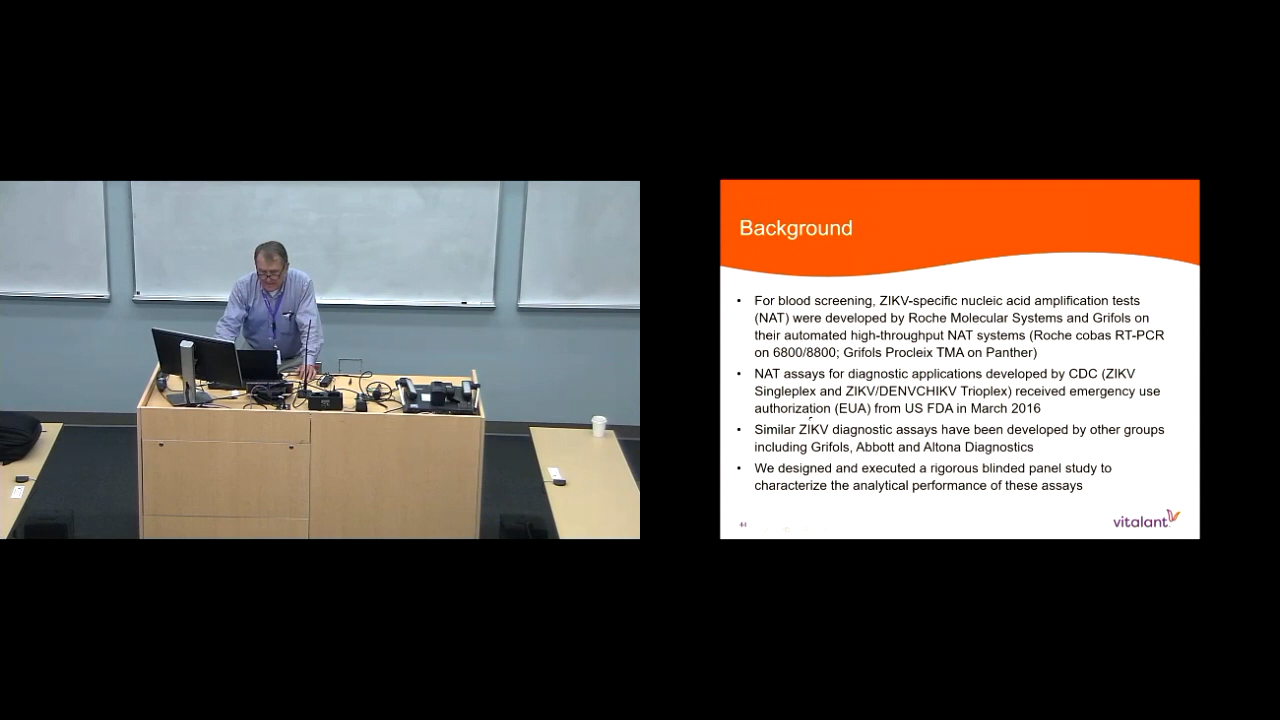 Background
• For blood screening, ZIKV-specific nucleic acid amplification tests
(NAT) were developed by Roche Molecular Systems and Grifols on
their automated high-throughput NAT systems (Roche cobas RT-PCR
on 6800/8800; Grifols Procleix TMA on Panther)
• NAT assays for diagnostic applications developed by CDC (ZIKV
Singleplex and ZIKV/DENVCHIKV Trioplex) received emergency use
authorization (EUA) from US FDA in March 2016
• Similar ZIKV diagnostic assays have been developed by other groups
including Grifols, Abbott and Altona Diagnostics
• We designed and executed a rigorous blinded panel study to
characterize the analytical performance of these assays
44
vitalant